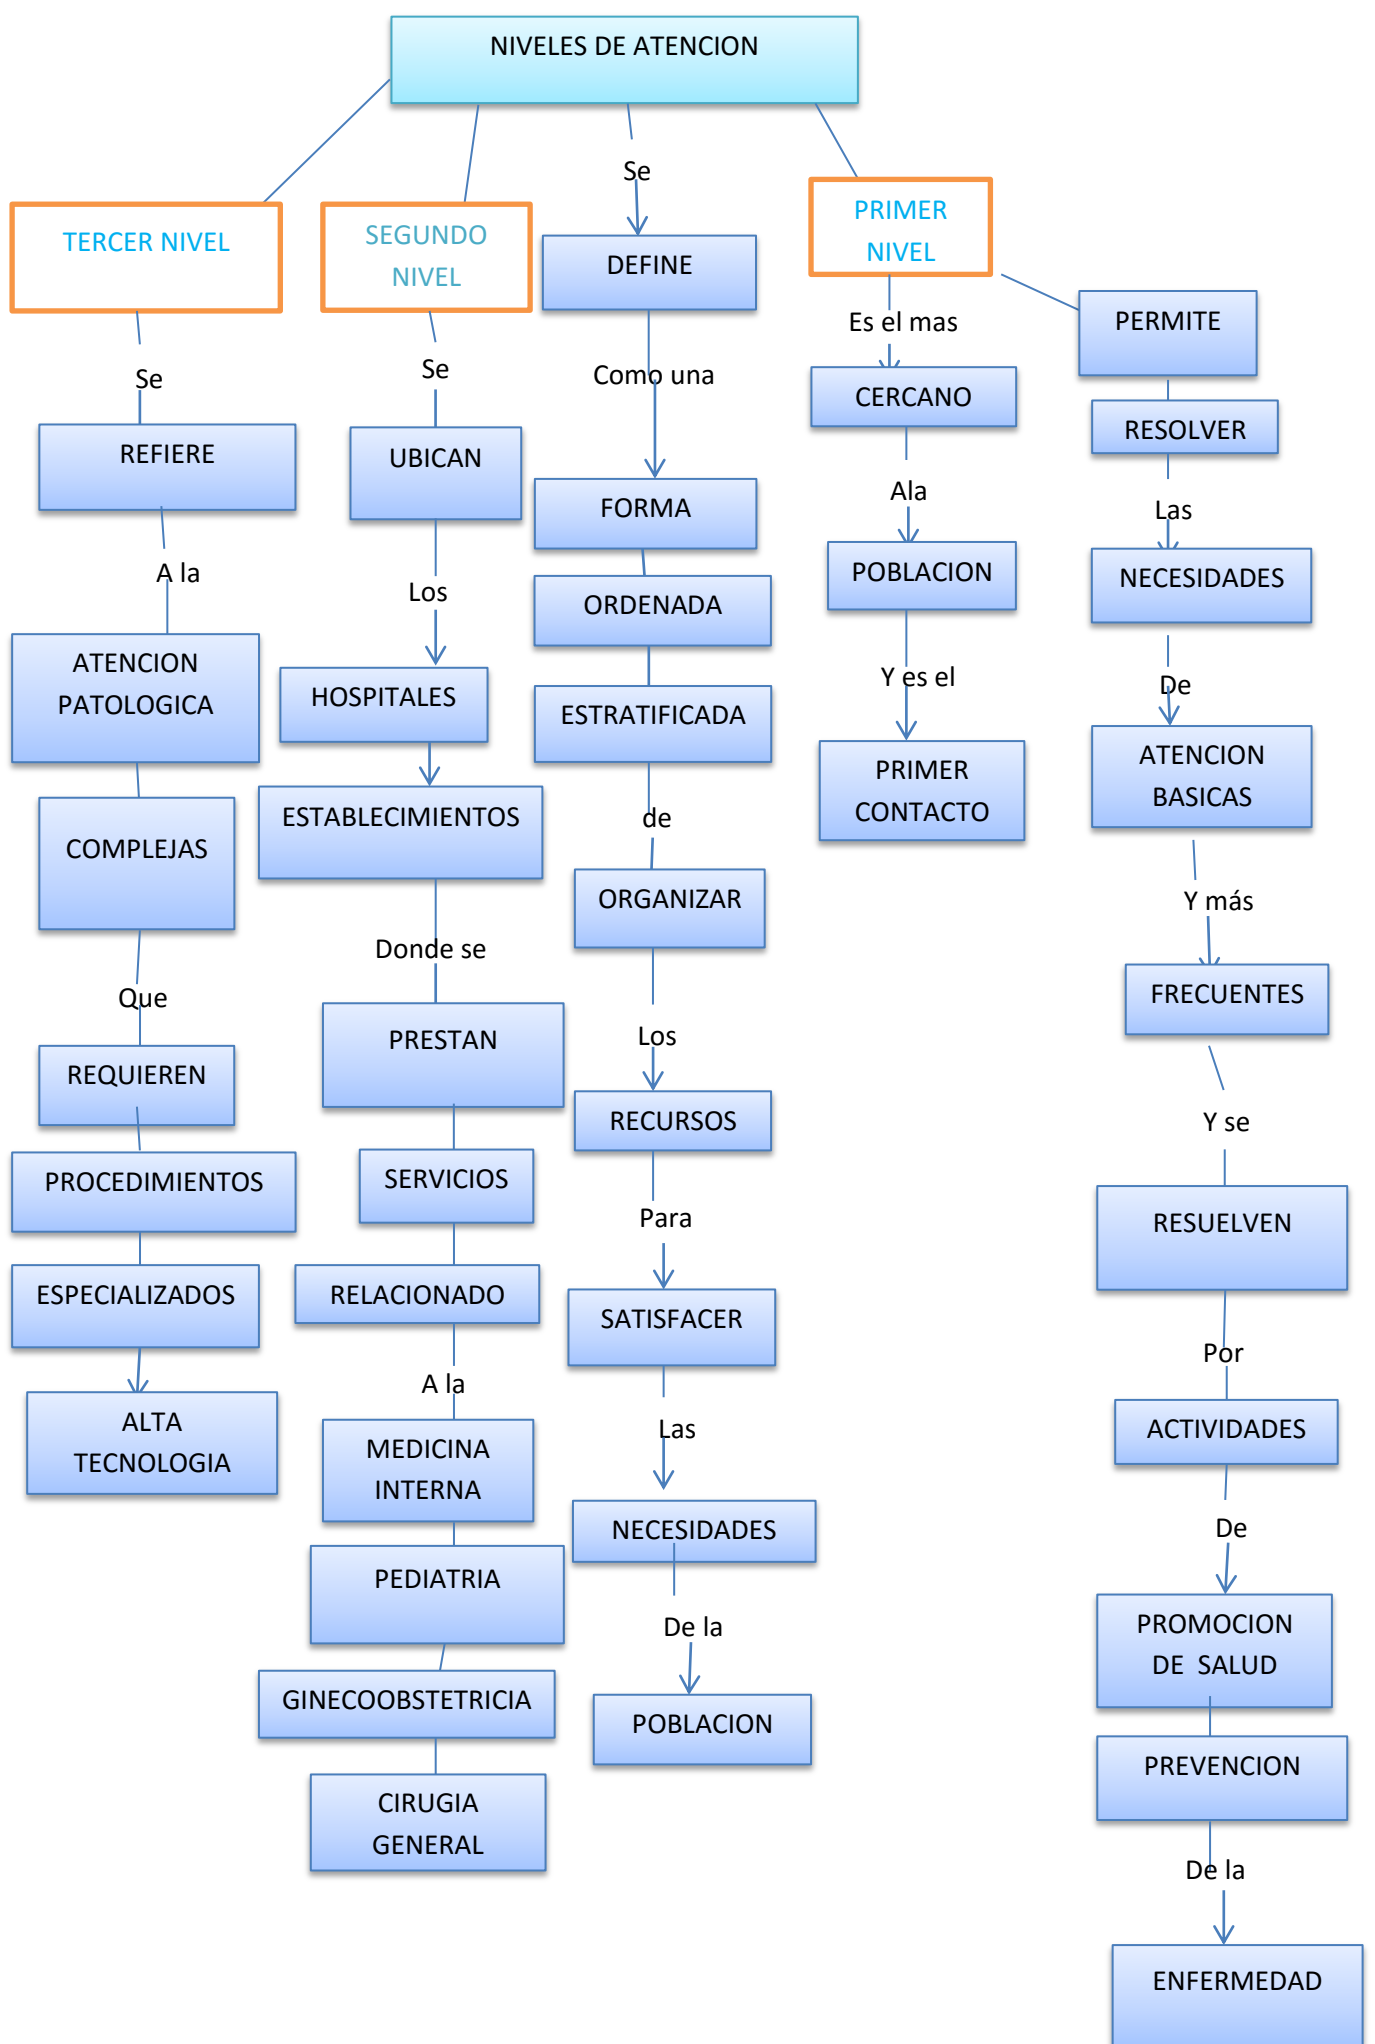 NIVELES DE ATENCION
TERCER NIVEL
Se
REFIERE
A la
ATENCION
PATOLOGICA
COMPLEJAS
Que
REQUIEREN
PROCEDIMIENTOS
ESPECIALIZADOS
ALTA
TECNOLOGIA
SEGUNDO
NIVEL
Se
UBICAN
Los
HOSPITALES
ESTABLECIMIENTOS
Donde se
PRESTAN
SERVICIOS
RELACIONADO
A la
MEDICINA
INTERNA
PEDIATRIA
GINECOOBSTETRICIA
CIRUGIA
GENERAL
Se
DEFINE
Como una
FORMA
ORDENADA
ESTRATIFICADA
de
ORGANIZAR
Los
RECURSOS
Para
SATISFACER
Las
NECESIDADES
De la
POBLACION
PRIMER
NIVEL
Es el mas
CERCANO
Ala
POBLACION
Y es el
PRIMER
CONTACTO
PERMITE
RESOLVER
Las
NECESIDADES
De
ATENCION
BASICAS
Y más
FRECUENTES
Y se
RESUELVEN
Por
ACTIVIDADES
De
PROMOCION
DE SALUD
PREVENCION
De la
ENFERMEDAD